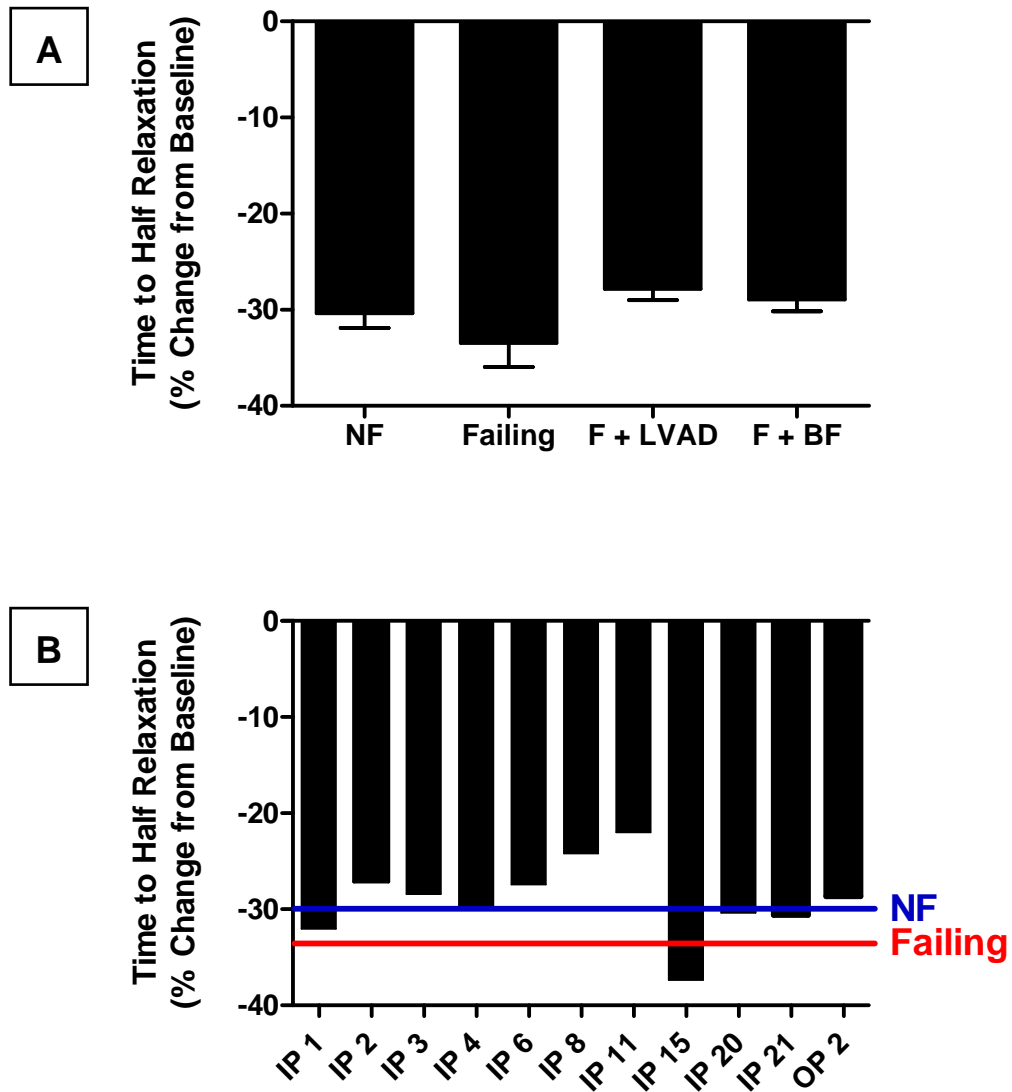 A
Time to Half Relaxation
(% Change from Baseline)
0
-10
-20
-30
-40
NF Failing F + LVAD F + BF
B
Time to Half Relaxation
(% Change from Baseline)
0
-10
-20
-30
-40
NF
Failing
IP 1 IP 2 IP 3 IP 4 IP 6 IP 8 IP 11 IP 15 IP 20 IP 21 OP 2